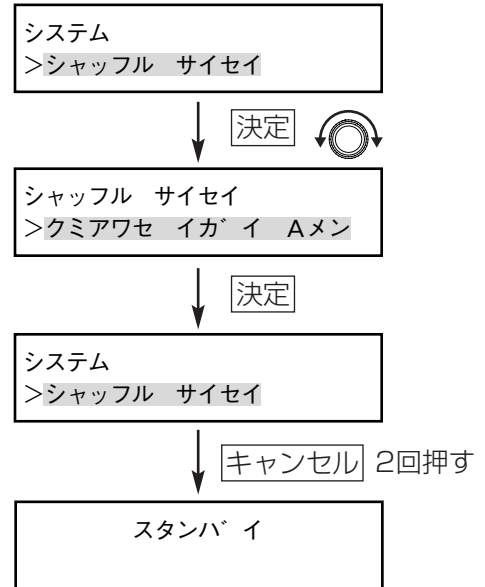 システム
>シャッフル　サイセイ
決定
シャッフル　サイセイ
>クミアワセ　イガイ　Aメン
決定
システム
>シャッフル　サイセイ
キャンセル 2回押す
スタンバイ